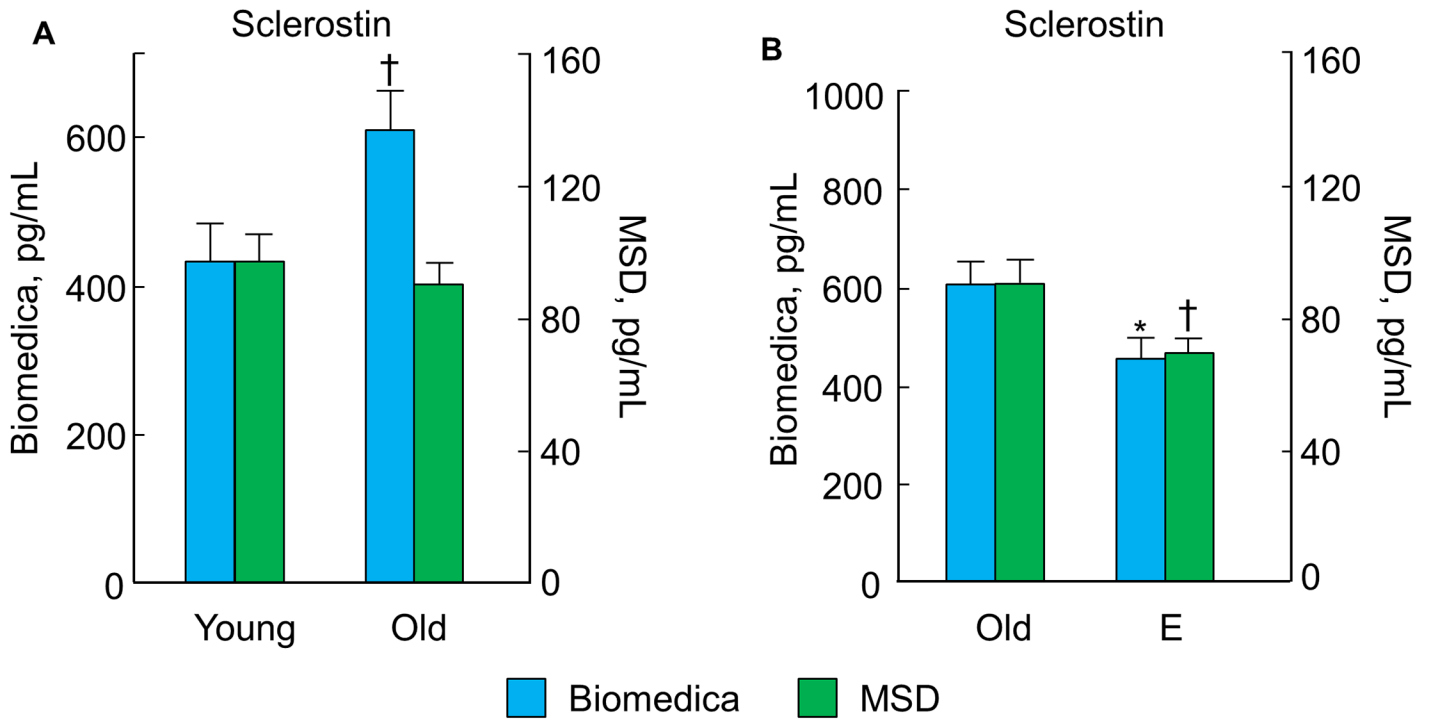 A
Sclerostin
Biomedica, pg/mL
600
400
200
0
†
160
120
80
40
0
MSD, pg/mL
Young
Old
B
Sclerostin
Biomedica, pg/mL
1000
800
600
400
200
0
*
†
160
120
80
40
0
MSD, pg/mL
Old
E
Biomedica
MSD